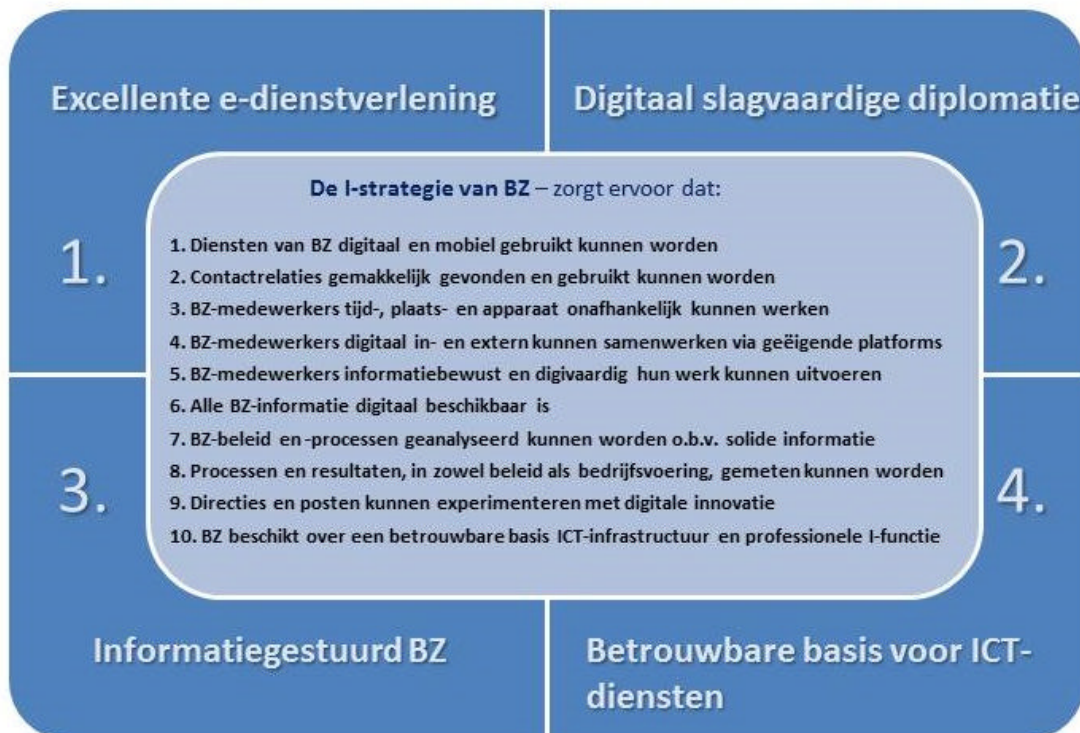 Excellente e-dienstverlening
Digitaal slagvaardige diplomatie
1.
2.
De I-strategie van BZ – zorgt ervoor dat:
1. Diensten van BZ digitaal en mobiel gebruikt kunnen worden
2. Contactrelaties gemakkelijk gevonden en gebruikt kunnen worden
3. BZ-medewerkers tijd-, plaats- en apparaat onafhankelijk kunnen werken
4. BZ-medewerkers digitaal in- en extern kunnen samenwerken via geëigende platforms
5. BZ-medewerkers informatiebewust en digivaardig hun werk kunnen uitvoeren
6. Alle BZ-informatie digitaal beschikbaar is
7. BZ-beleid en -processen geanalyseerd kunnen worden o.b.v. solide informatie
8. Processen en resultaten, in zowel beleid als bedrijfsvoering, gemeten kunnen worden
9. Directies en posten kunnen experimenteren met digitale innovatie
10. BZ beschikt over een betrouwbare basis ICT-infrastructuur en professionele I-functie
3.
4.
Informatiegestuurd BZ
Betrouwbare basis voor ICT-
diensten